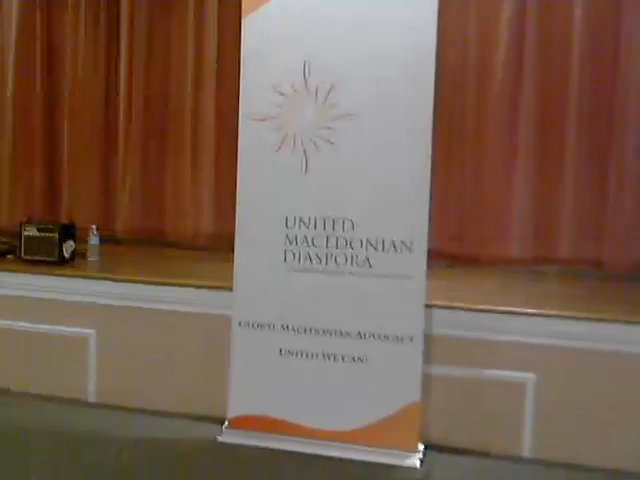 UNITED
MACEDONIAN
DIASPORA
GLOBAL MACEDONIAN ADVOCACY
UNITED WE CAN!